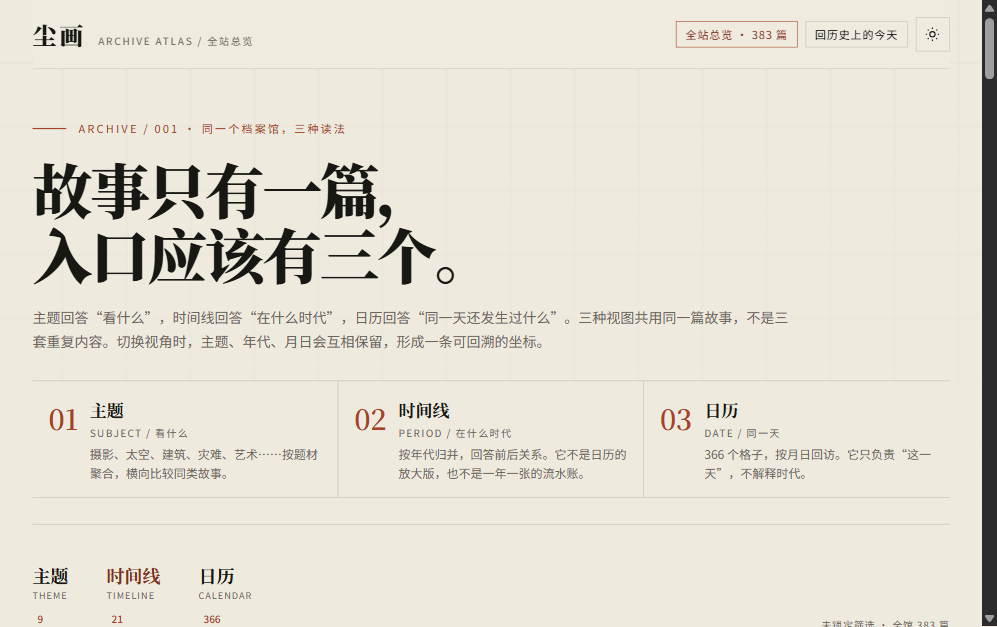 尘画 ARCHIVE ATLAS / 全站总览
全站总览 · 383 篇
回历史上的今天
ARCHIVE / 001 · 同一个档案馆，三种读法
故事只有一篇，
入口应该有三个。
主题回答“看什么”，时间线回答“在什么时代”，日历回答“同一天还发生过什么”。三种视图共用同一篇故事，不是三
套重复内容。切换视角时，主题、年代、月日会互相保留，形成一条可回溯的坐标。
01 主题
SUBJECT / 看什么
摄影、太空、建筑、灾难、艺术……按题材
聚合，横向比较同类故事。
02 时间线
PERIOD / 在什么时代
按年代归并，回答前后关系。它不是日历的
放大版，也不是一年一张的流水账。
03 日历
DATE / 同一天
366 个格子，按月日回访。它只负责“这一
天”，不解释时代。
主题
THEME
9
时间线
TIMELINE
21
日历
CALENDAR
366
未锁定筛选 · 全馆 383 篇